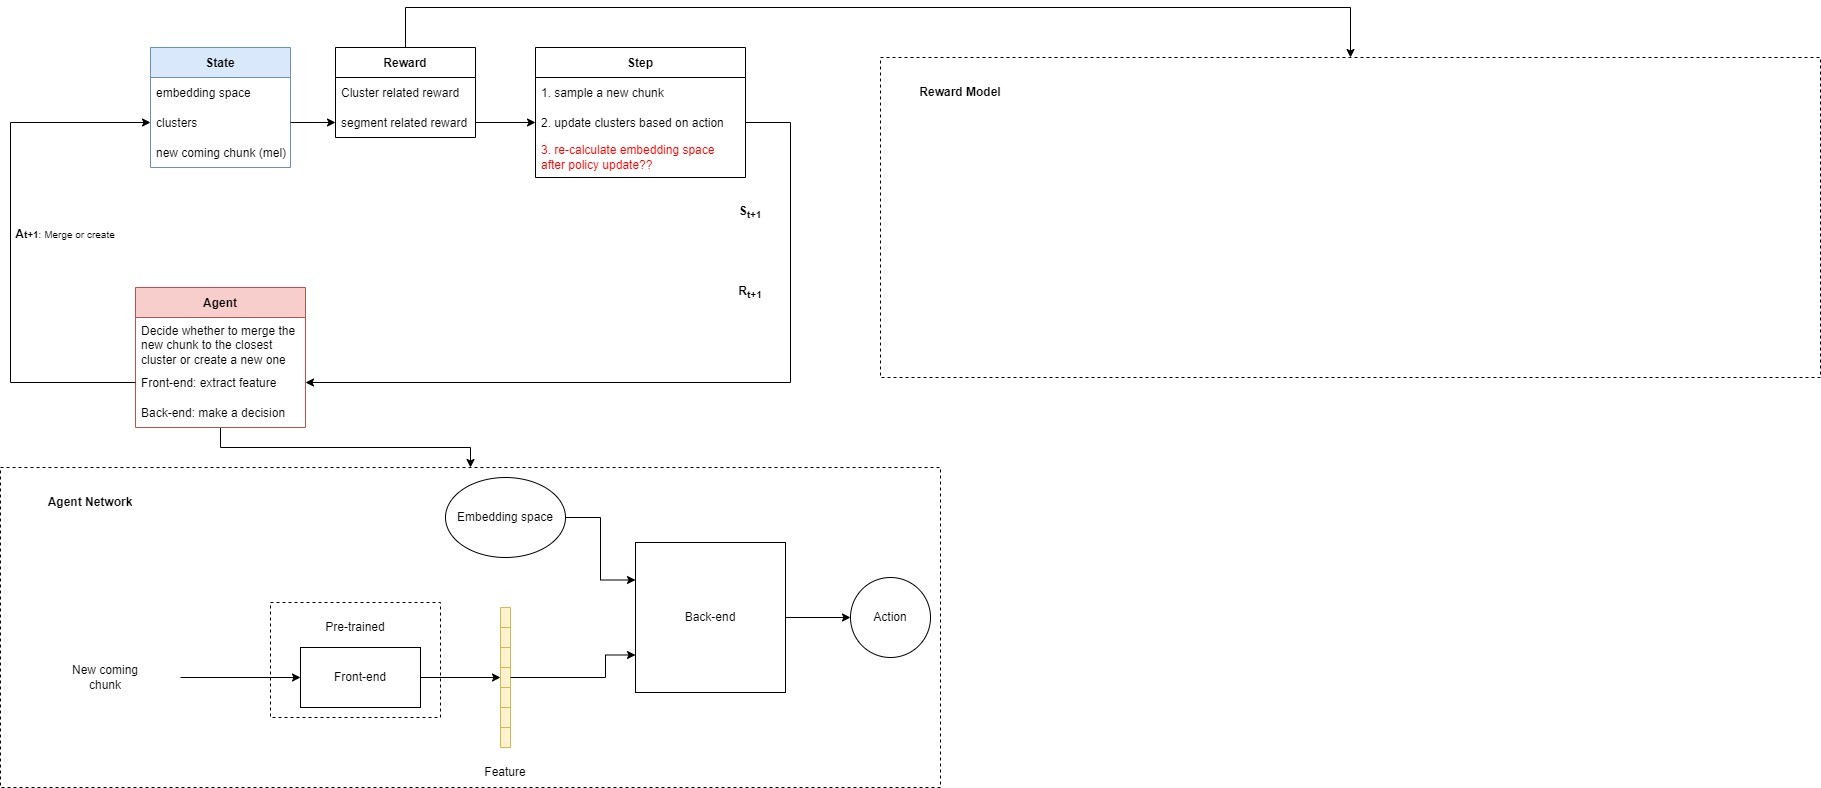 State
embedding space
clusters
new coming chunk (mel)
Reward
Cluster related reward
segment related reward
Step
1. sample a new chunk
2. update clusters based on action
3. re-calculate embedding space
after policy update??
Reward Model
St+1
At+1: Merge or create
Rt+1
Agent
Decide whether to merge the
new chunk to the closest
cluster or create a new one
Front-end: extract feature
Back-end: make a decision
Agent Network
Embedding space
Back-end
Action
Pre-trained
Front-end
New coming
chunk
Feature